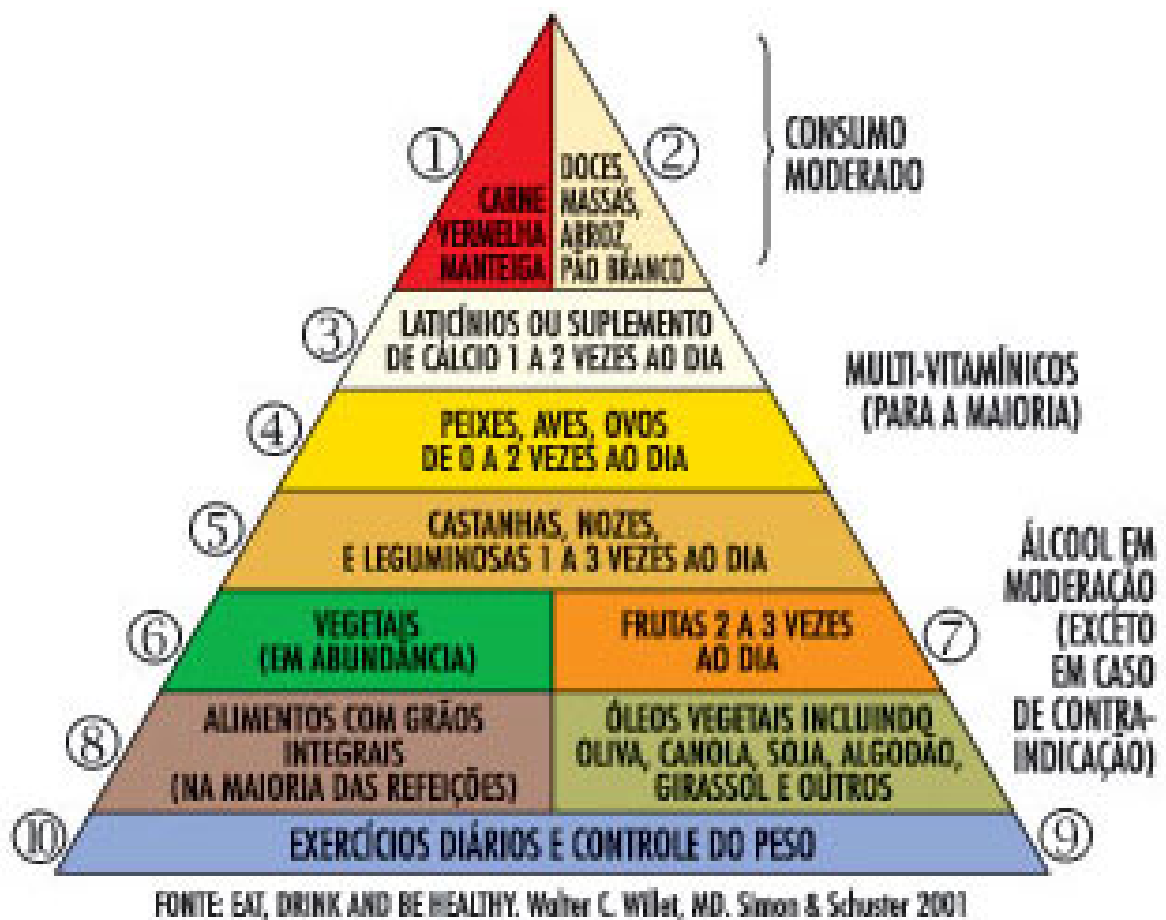 ①
CARNE
VERMELHA
MANTEIGA
②
DOCES,
MASSAS,
ARROZ,
PÃO BRANCO
CONSUMO
MODERADO
③
LATICÍNIOS OU SUPLEMENTO
DE CÁLCIO 1 A 2 VEZES AO DIA
MULTI-VITAMÍNICOS
(PARA A MAIORIA)
④
PEIXES, AVES, OVOS
DE 0 A 2 VEZES AO DIA
⑤
CASTANHAS, NOZES,
E LEGUMINOSAS 1 A 3 VEZES AO DIA
ÁLCOOL EM
MODERAÇÃO
(EXCETO
EM CASO
DE CONTRA-
INDICAÇÃO)
⑥
VEGETAIS
(EM ABUNDÂNCIA)
FRUTAS 2 A 3 VEZES
AO DIA
⑦
⑧
ALIMENTOS COM GRÃOS
INTEGRAIS
(NA MAIORIA DAS REFEIÇÕES)
ÓLEOS VEGETAIS INCLUINDO
OLIVA, CANOLA, SOJA, ALGODÃO,
GIRASSOL E OUTROS
⑨
⑩
EXERCÍCIOS DIÁRIOS E CONTROLE DO PESO
FONTE: EAT, DRINK AND BE HEALTHY. Walter C. Willet, MD. Simon & Schuster 2001